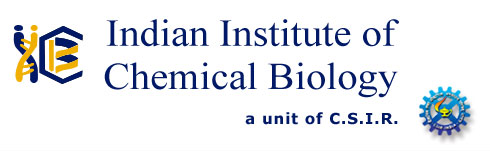 Indian Institute of
Chemical Biology
a unit of C.S.I.R.